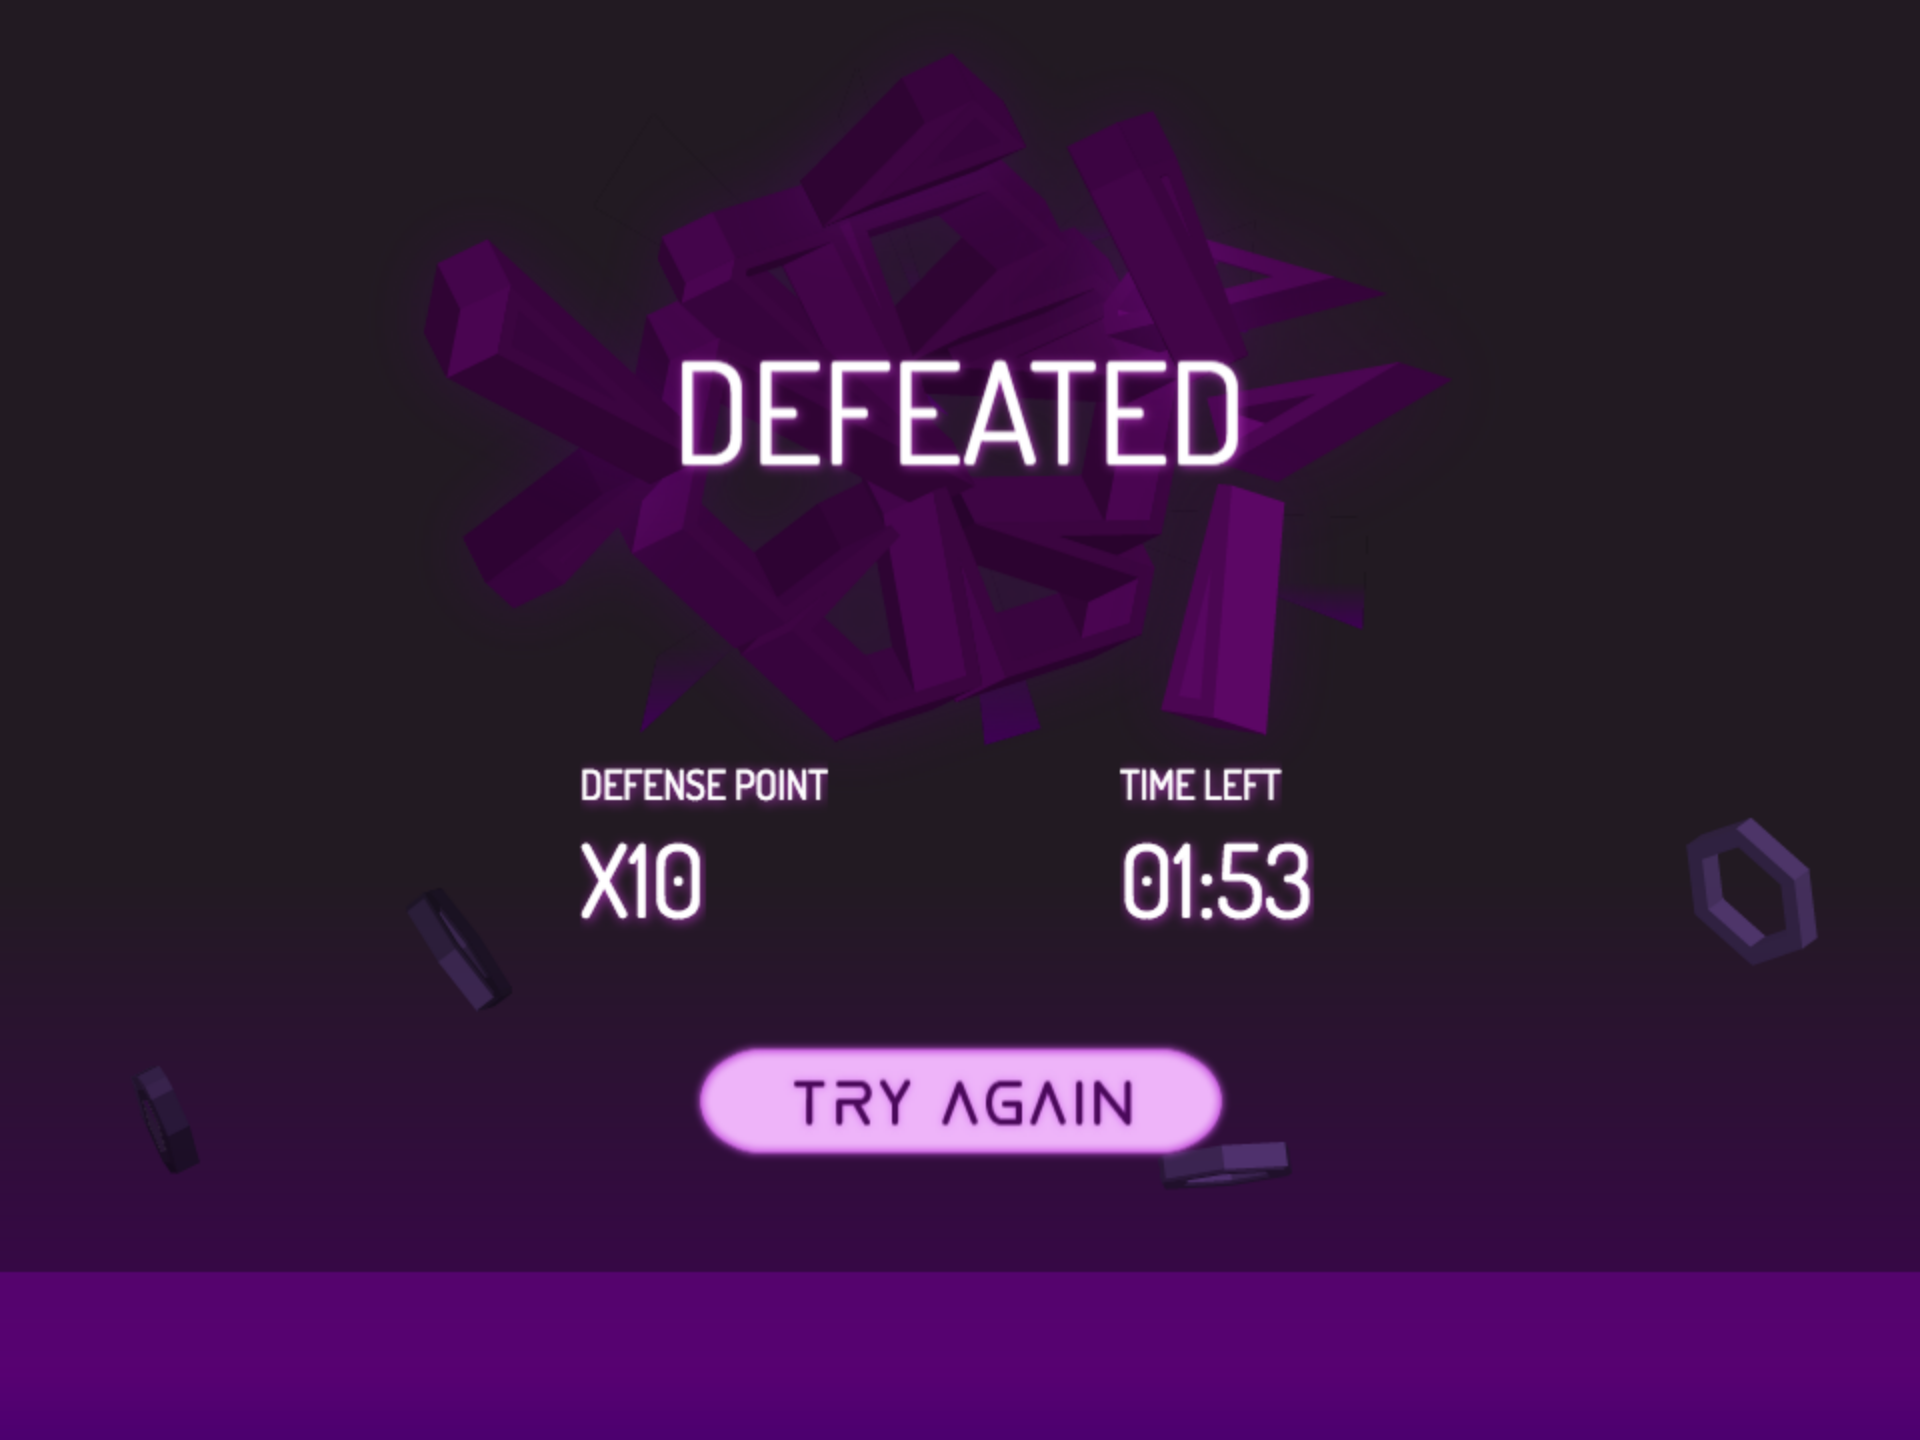 DEFEATED
DEFENSE POINT
X10
TIME LEFT
01:53
TRY AGAIN